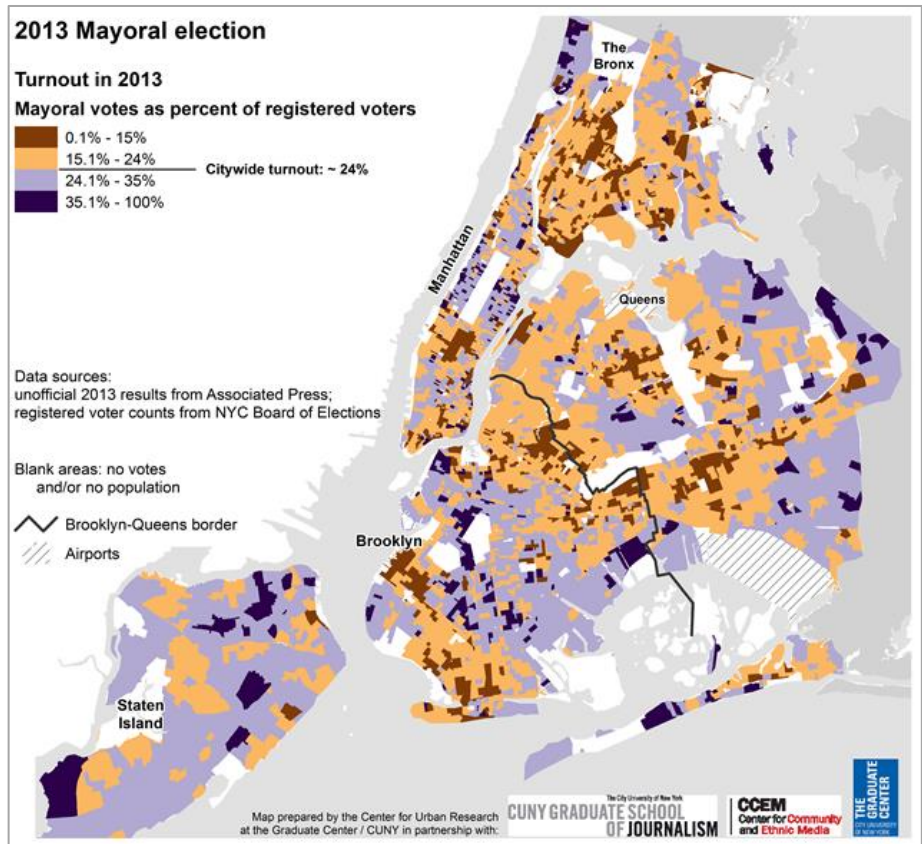 2013 Mayoral election
Turnout in 2013
Mayoral votes as percent of registered voters
0.1% - 15%
15.1% - 24%
Citywide turnout: ~ 24%
24.1% - 35%
35.1% - 100%
The
Bronx
Manhattan
Queens
Data sources:
unofficial 2013 results from Associated Press;
registered voter counts from NYC Board of Elections
Blank areas: no votes
and/or no population
Brooklyn-Queens border
Airports
Brooklyn
Staten
Island
Map prepared by the Center for Urban Research
at the Graduate Center / CUNY in partnership with:
The City University of New York
CUNY GRADUATE SCHOOL
OF JOURNALISM
CCEM
Center for Community
and Ethnic Media
THE
GRADUATE
CENTER
CITY UNIVERSITY
OF NEW YORK